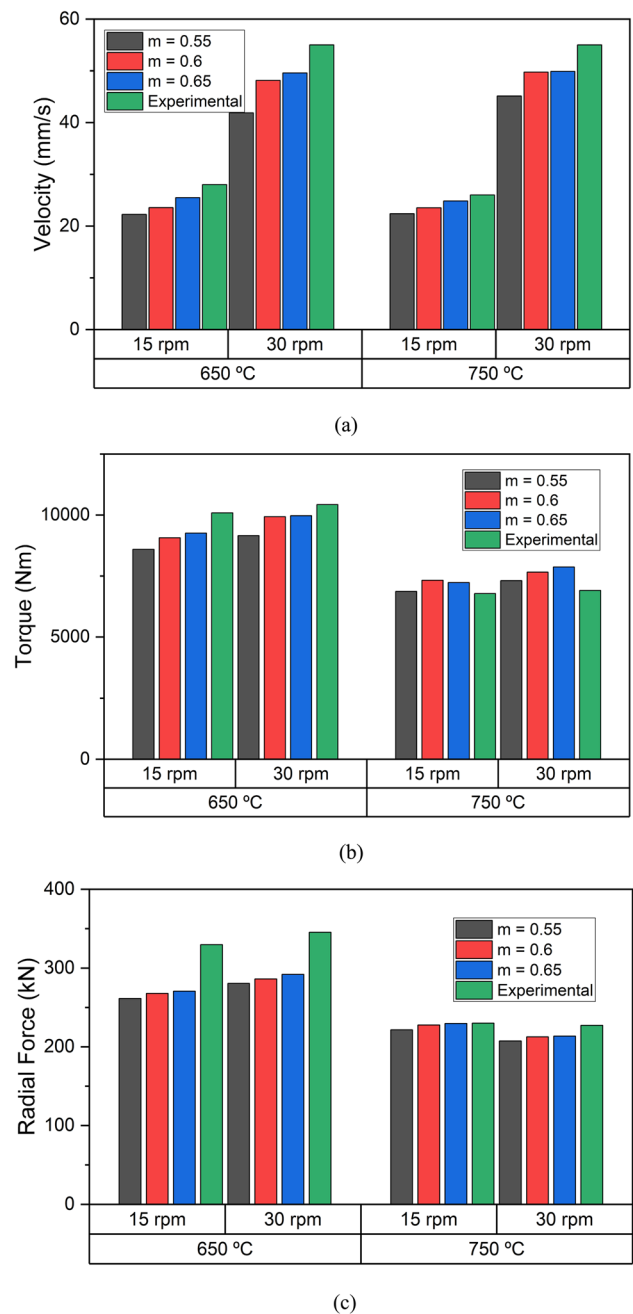 60
40
20
0
Velocity (mm/s)
m = 0.55
m = 0.6
m = 0.65
Experimental
15 rpm 30 rpm 15 rpm 30 rpm
650 ºC 750 ºC
(a)
10000
5000
0
Torque (Nm)
m = 0.55
m = 0.6
m = 0.65
Experimental
15 rpm 30 rpm 15 rpm 30 rpm
650 ºC 750 ºC
(b)
400
300
200
100
0
Radial Force (kN)
m = 0.55
m = 0.6
m = 0.65
Experimental
15 rpm 30 rpm 15 rpm 30 rpm
650 ºC 750 ºC
(c)